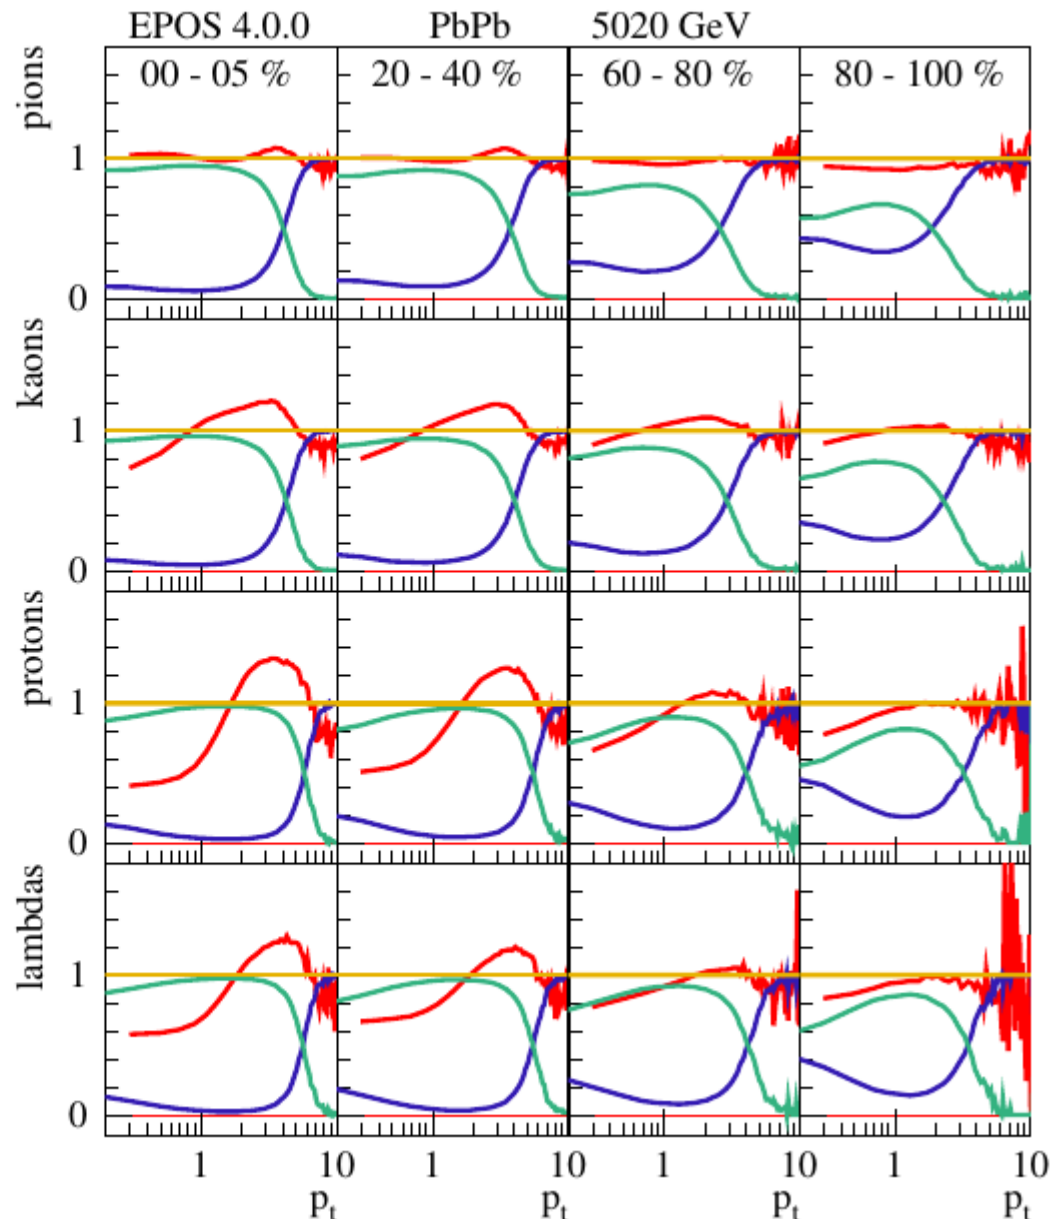 EPOS 4.0.0 PbPb 5020 GeV
00 - 05 % 20 - 40 % 60 - 80 % 80 - 100 %
pions
1
0
kaons
1
0
protons
1
0
lambdas
1
0
1 10 1 10 1 10 1 10
p_t p_t p_t p_t